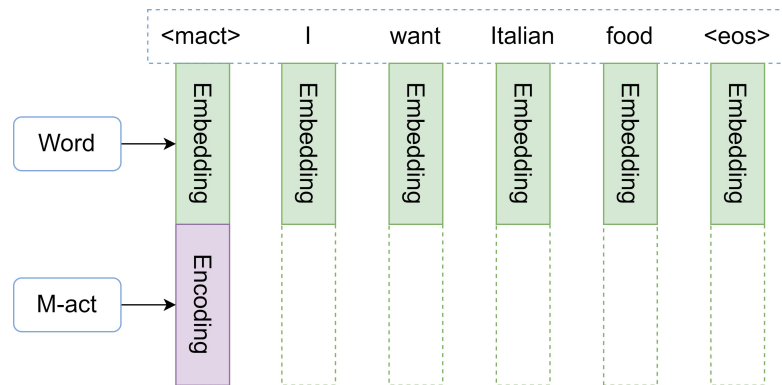 <mact> I want Italian food <eos>
Embedding Embedding Embedding Embedding Embedding Embedding
Word
Encoding
M-act